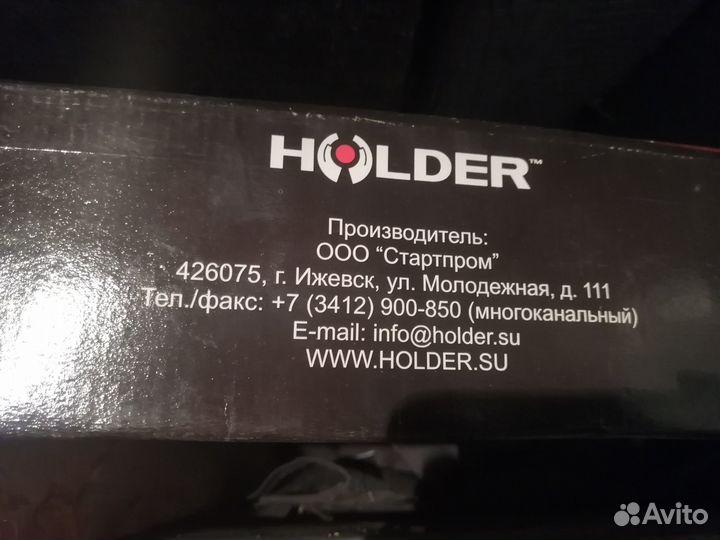 HOLDER™
Производитель:
ООО "Стартпром"
426075, г. Ижевск, ул. Молодежная, д. 111
Тел./факс: +7 (3412) 900-850 (многоканальный)
E-mail: info@holder.su
WWW.HOLDER.SU
Avito